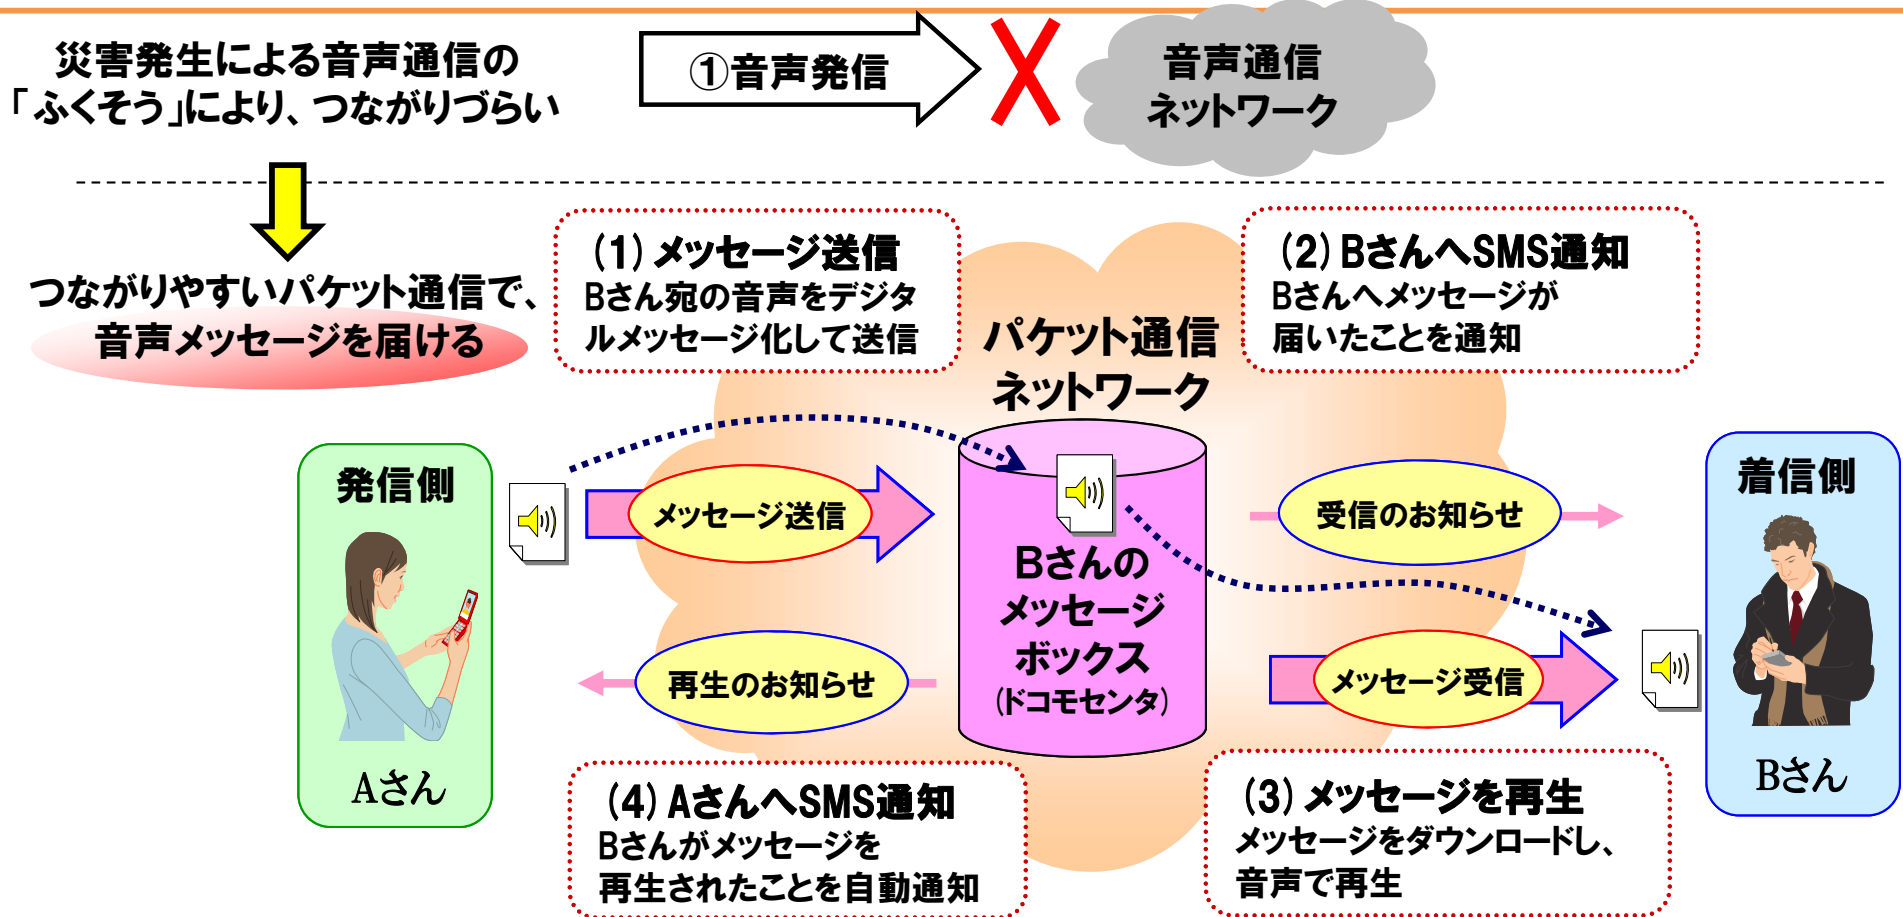 災害発生による音声通信の
「ふくそう」により、つながりづらい
①音声発信
音声通信
ネットワーク
つながりやすいパケット通信で、
音声メッセージを届ける
(1)メッセージ送信
Bさん宛の音声をデジタ
ルメッセージ化して送信
(2)BさんへSMS通知
Bさんへメッセージが
届いたことを通知
パケット通信
ネットワーク
発信側
Aさん
メッセージ送信
Bさんの
メッセージ
ボックス
(ドコモセンタ)
受信のお知らせ
着信側
Bさん
再生のお知らせ
メッセージ受信
(4)AさんへSMS通知
Bさんがメッセージを
再生されたことを自動通知
(3)メッセージを再生
メッセージをダウンロードし、
音声で再生